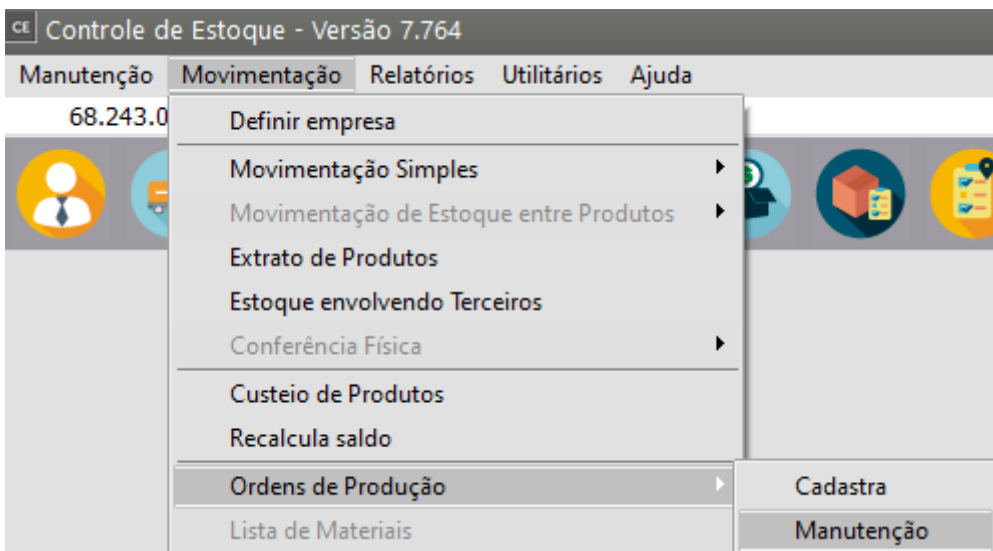 CE Controle de Estoque - Versão 7.764
Manutenção Movimentação Relatórios Utilitários Ajuda
68.243.0
Definir empresa
Movimentação Simples
Movimentação de Estoque entre Produtos
Extrato de Produtos
Estoque envolvendo Terceiros
Conferência Física
Custeio de Produtos
Recalcula saldo
Ordens de Produção
Cadastra
Lista de Materiais
Manutenção